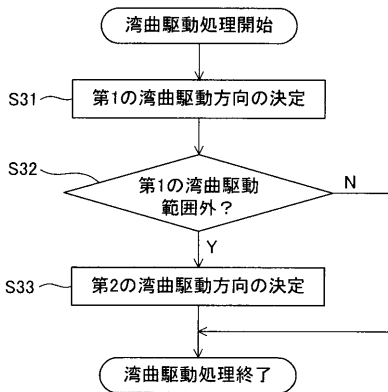 湾曲駆動処理開始
S31
第1の湾曲駆動方向の決定
S32
第1の湾曲駆動
範囲外？
N
Y
S33
第2の湾曲駆動方向の決定
湾曲駆動処理終了